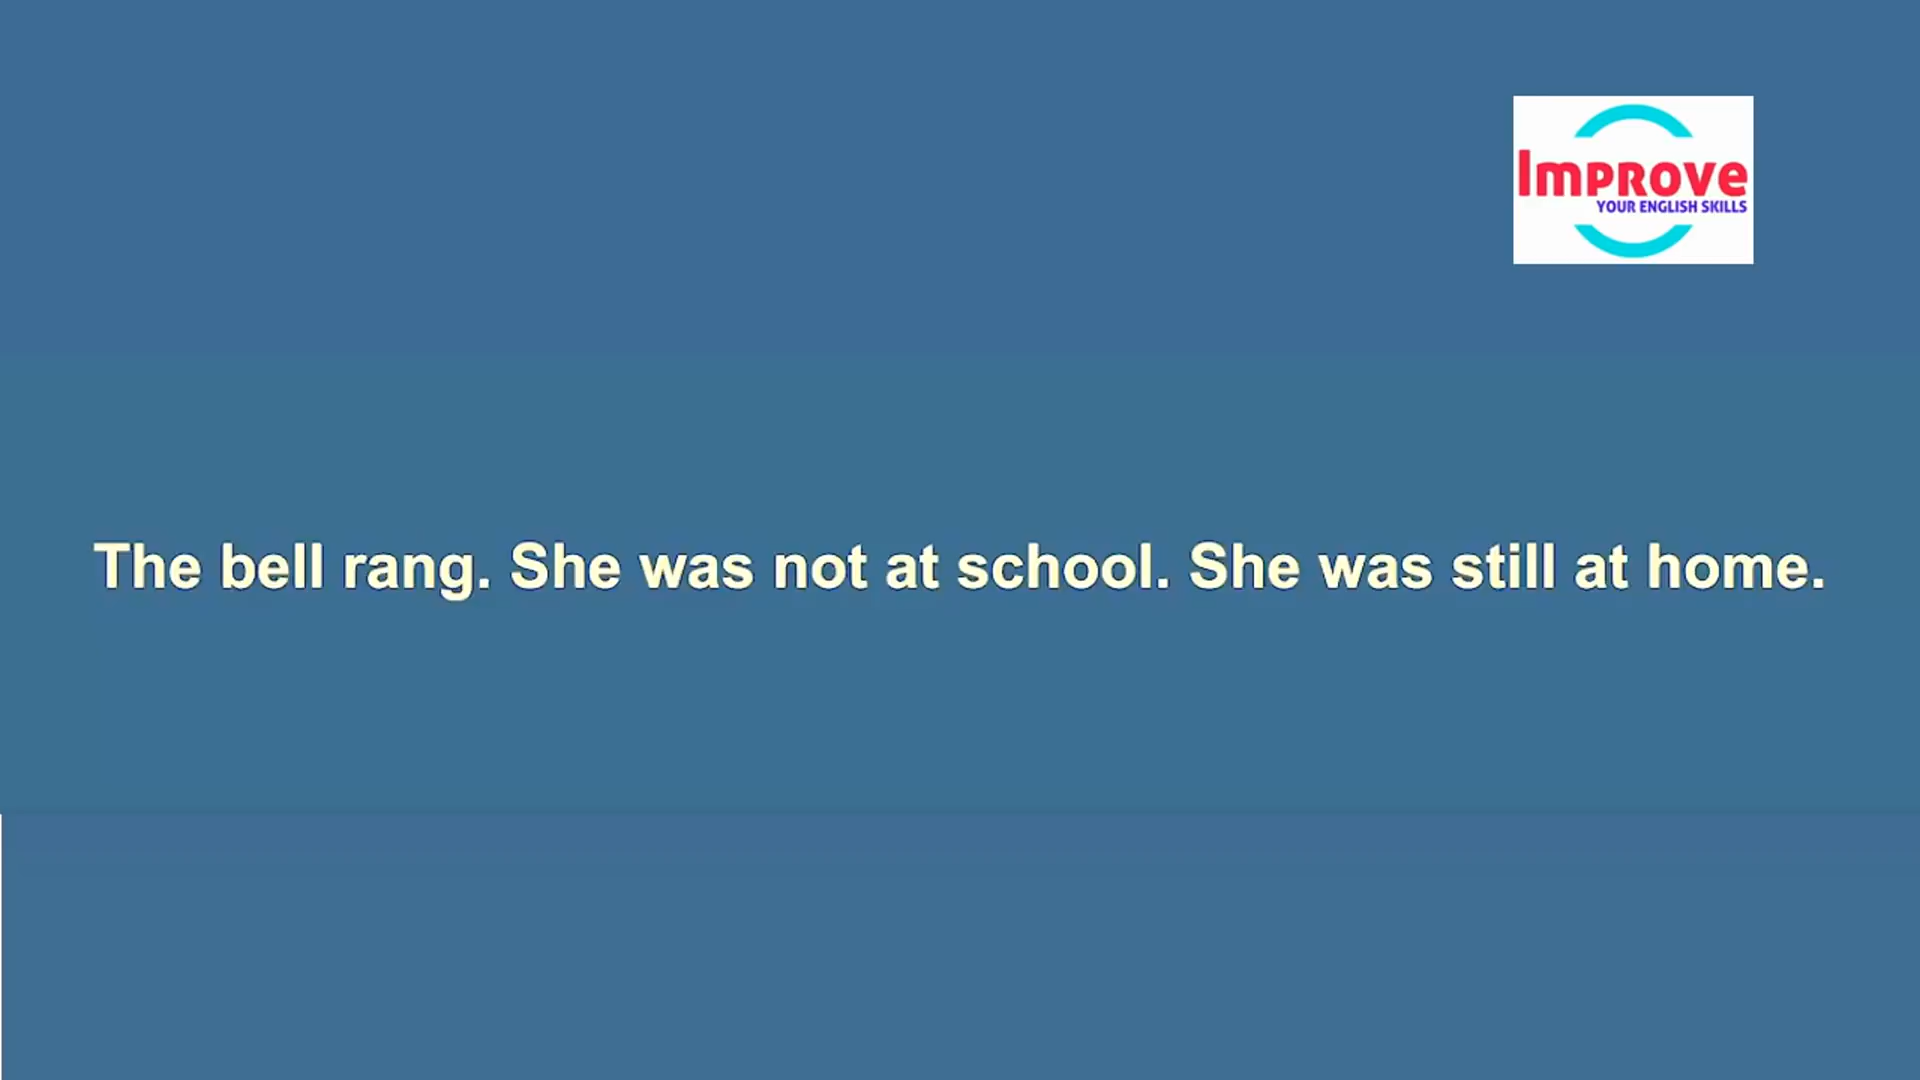 Improve
YOUR ENGLISH SKILLS
The bell rang. She was not at school. She was still at home.